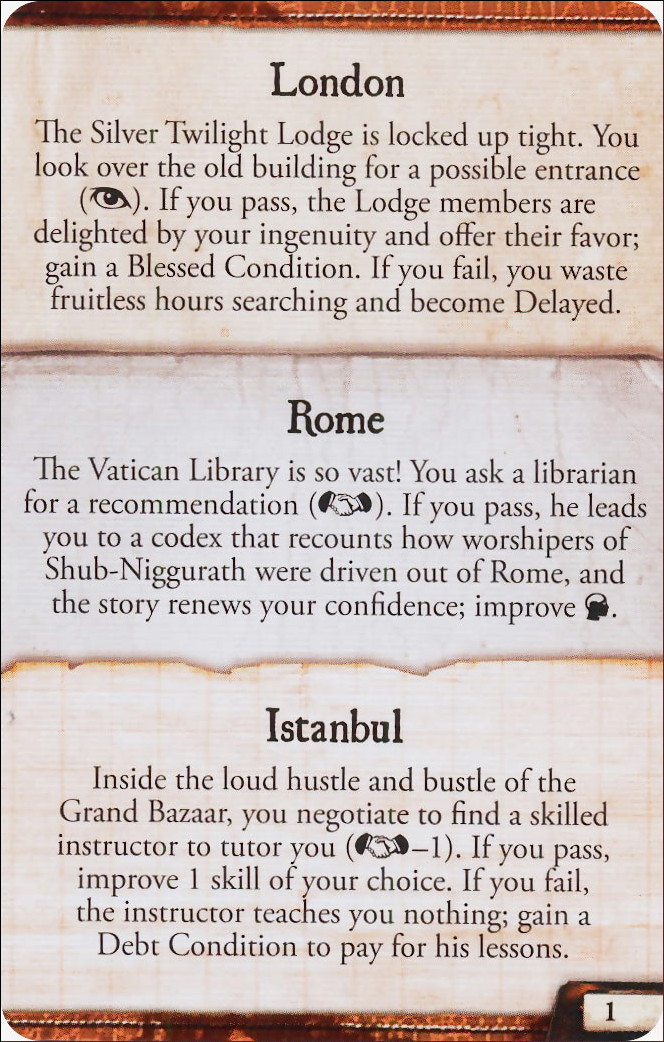 London
The Silver Twilight Lodge is locked up tight. You
look over the old building for a possible entrance
( ). If you pass, the Lodge members are
delighted by your ingenuity and offer their favor;
gain a Blessed Condition. If you fail, you waste
fruitless hours searching and become Delayed.
Rome
The Vatican Library is so vast! You ask a librarian
for a recommendation ( ). If you pass, he leads
you to a codex that recounts how worshipers of
Shub-Niggurath were driven out of Rome, and
the story renews your confidence; improve .
Istanbul
Inside the loud hustle and bustle of the
Grand Bazaar, you negotiate to find a skilled
instructor to tutor you ( –1). If you pass,
improve 1 skill of your choice. If you fail,
the instructor teaches you nothing; gain a
Debt Condition to pay for his lessons.
1